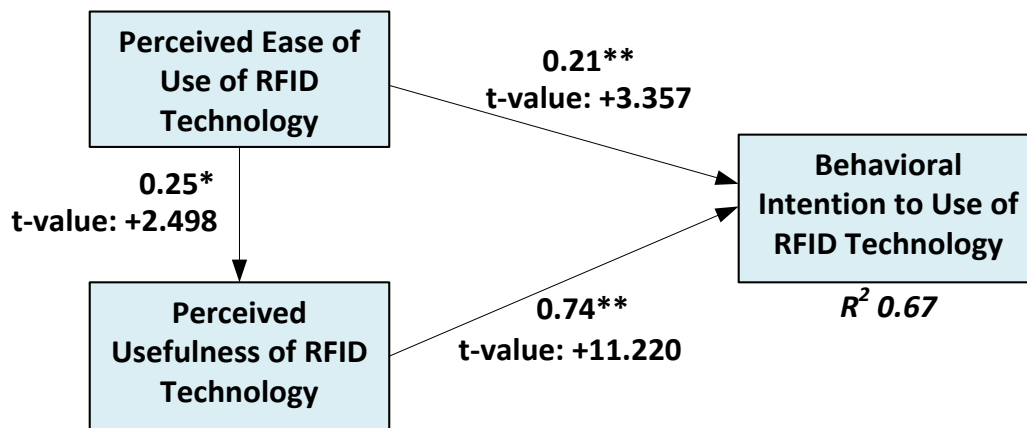 Perceived Ease of
Use of RFID
Technology
0.21**
t-value: +3.357
0.25*
t-value: +2.498
Behavioral
Intention to Use of
RFID Technology
R² 0.67
Perceived
Usefulness of RFID
Technology
0.74**
t-value: +11.220